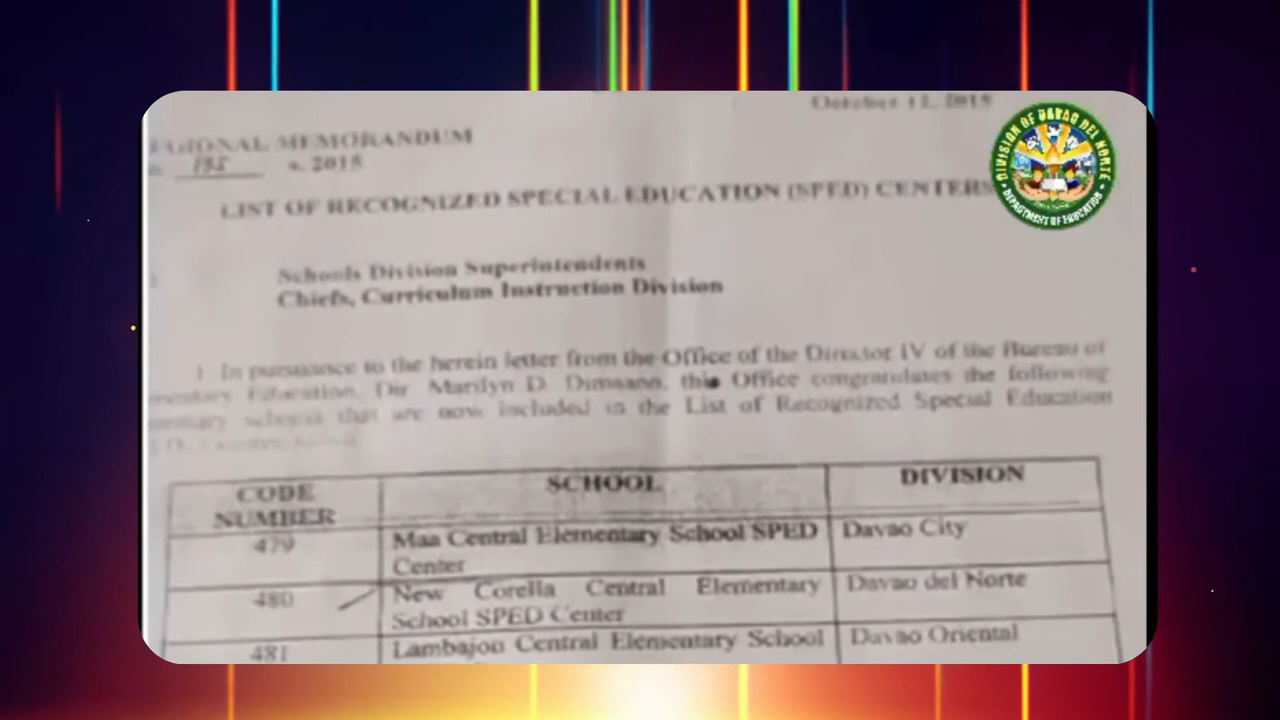 October 12, 2015
EGIONAL MEMORANDUM
s. 2015
LIST OF RECOGNIZED SPECIAL EDUCATION (SPED) CENTERS
DIVISION OF DAVAO DEL NORTE
DEPARTMENT OF EDUCATION
Schools Division Superintendents
Chiefs, Curriculum Instruction Division
1. In pursuance to the herein letter from the Office of the Director IV of the Bureau of
mentary Education, Dir Marilyn D. this Office congratulates the following
mentary schools that are now included in the List of Recognized Special Education
CODE NUMBER SCHOOL DIVISION
479 Maa Central Elementary School SPED Davao City
Center
480 New Corella Central Elementary Davao del Norte
School SPED Center
481 Lambajon Central Elementary School Davao Oriental